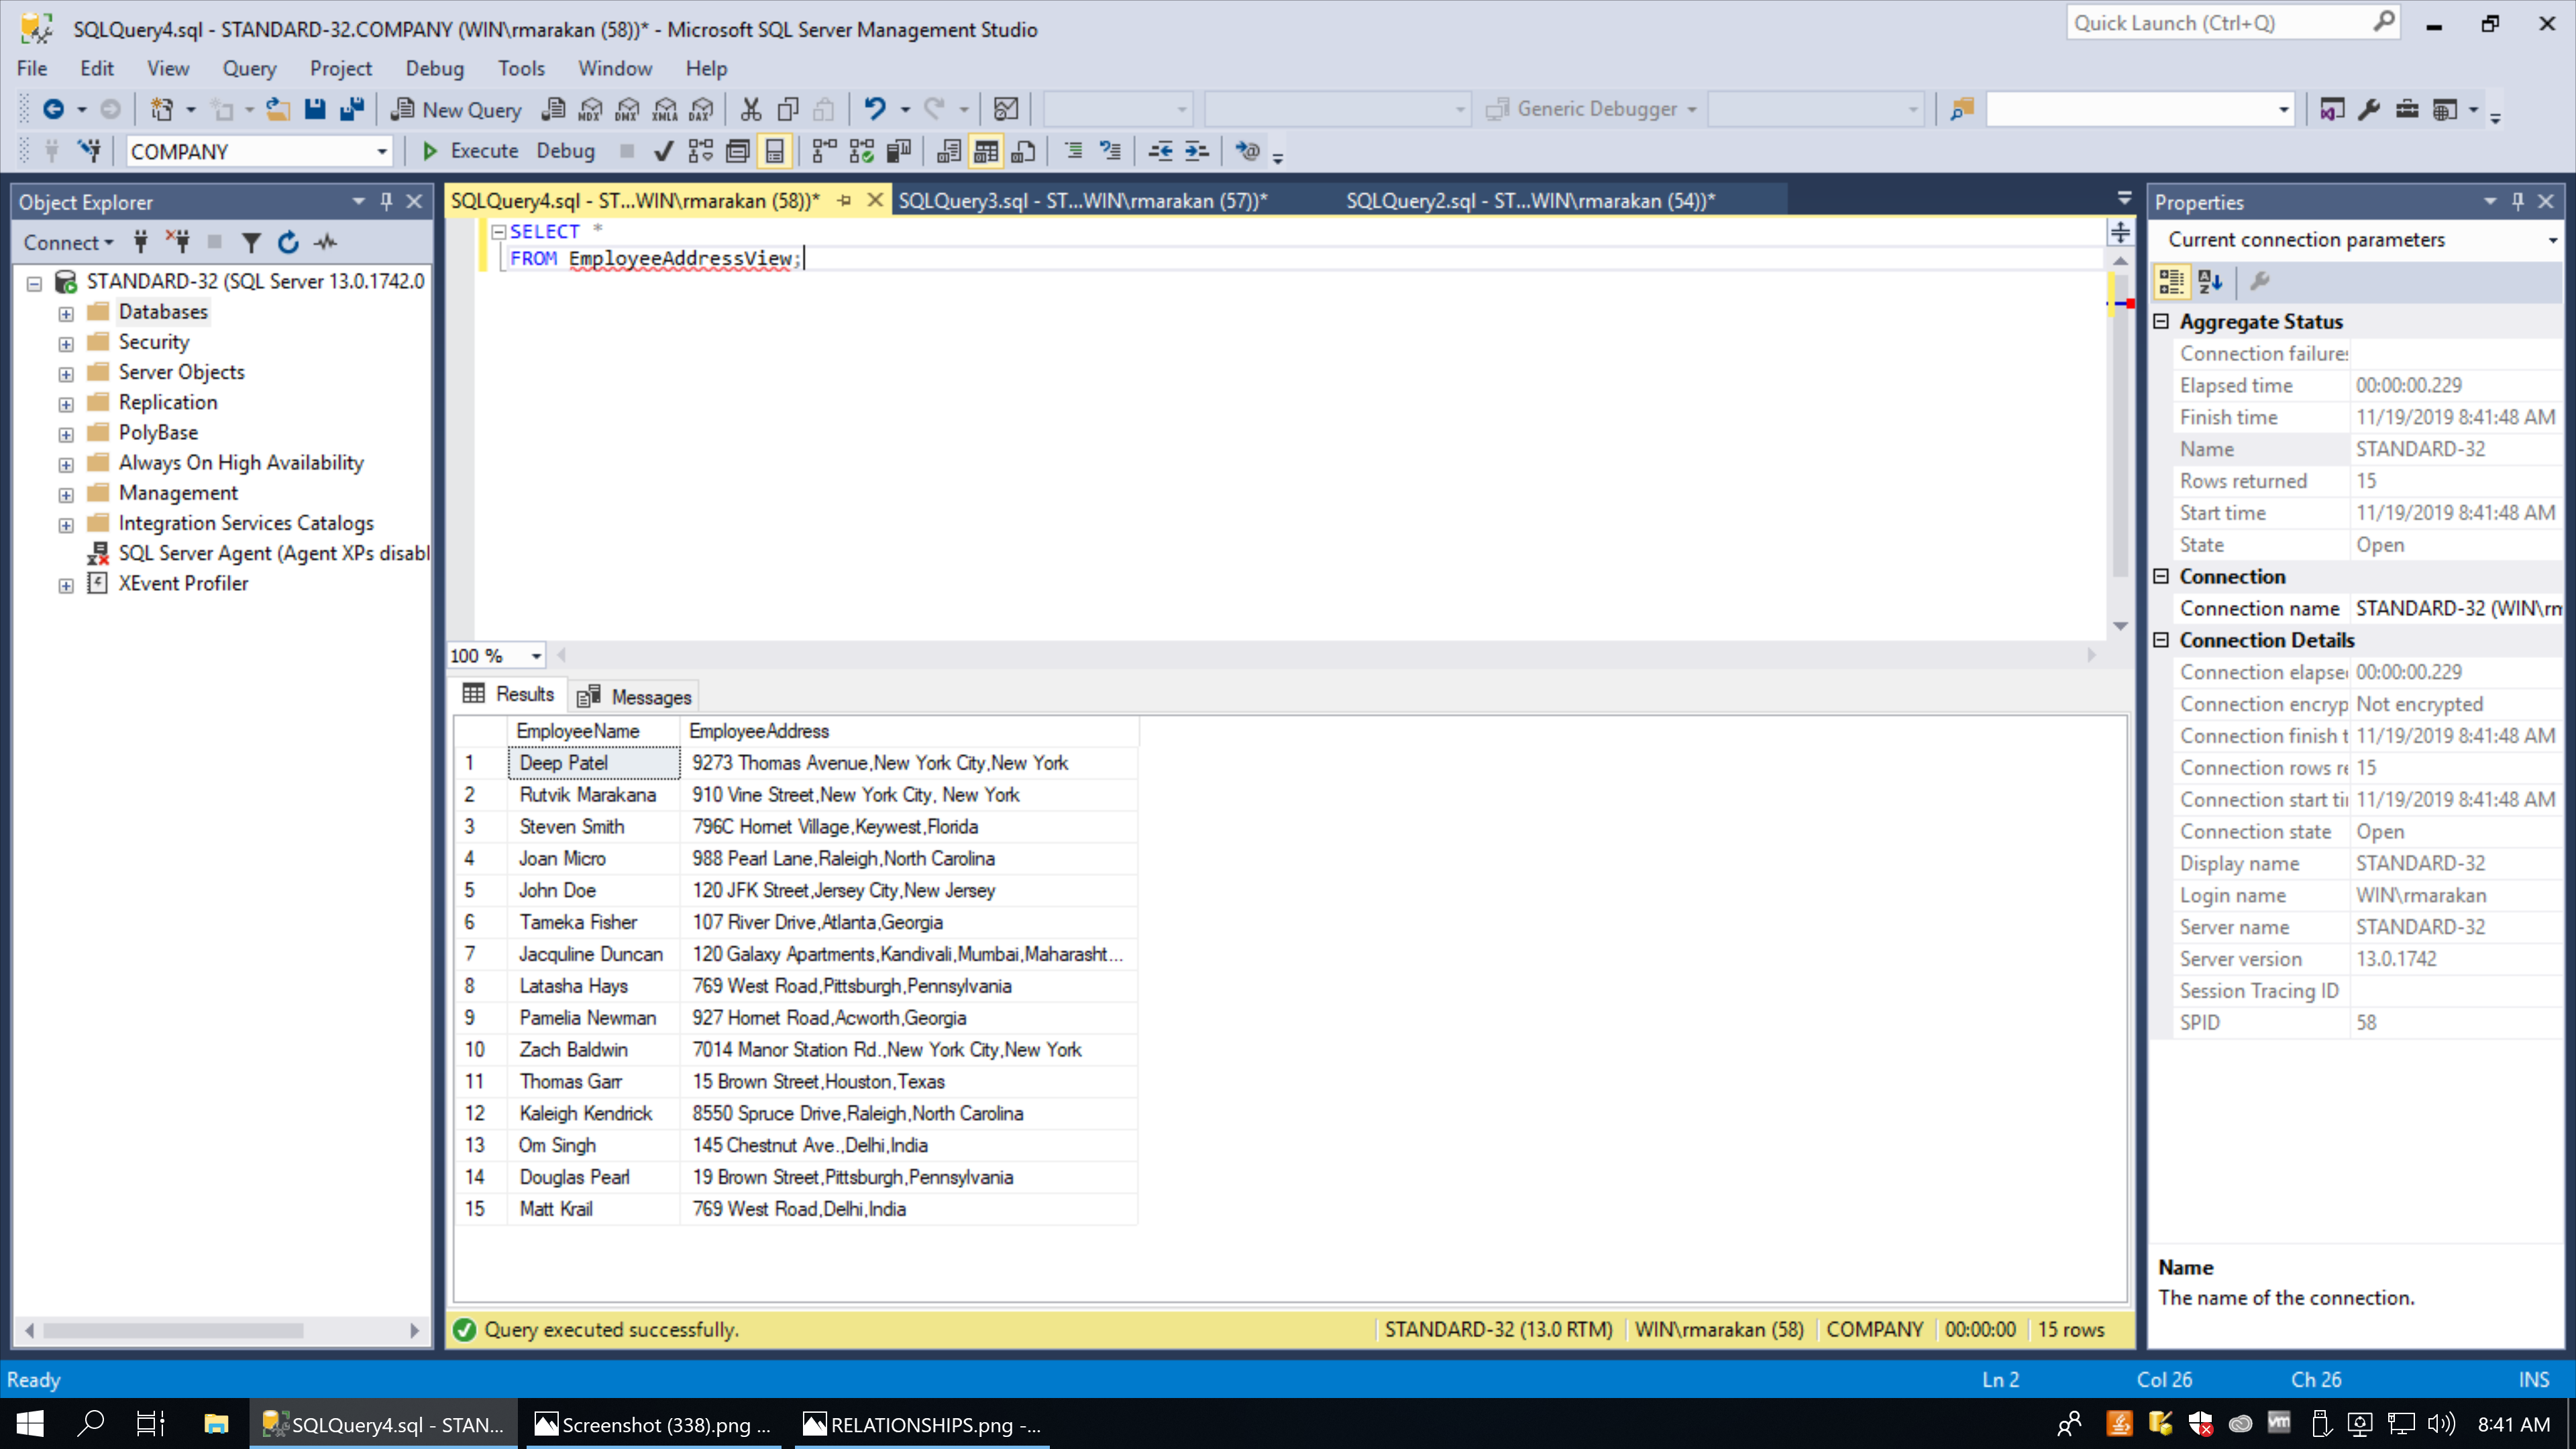 SQLQuery4.sql - STANDARD-32.COMPANY (WIN\rmarakan (58))* - Microsoft SQL Server Management Studio
Quick Launch (Ctrl+Q)
File Edit View Query Project Debug Tools Window Help
New Query MDX DMX XMLA DAX Generic Debugger
COMPANY Execute Debug
Object Explorer
Connect
STANDARD-32 (SQL Server 13.0.1742.0
Databases
Security
Server Objects
Replication
PolyBase
Always On High Availability
Management
Integration Services Catalogs
SQL Server Agent (Agent XPs disabl
XEvent Profiler
SQLQuery4.sql - ST...WIN\rmarakan (58))* SQLQuery3.sql - ST...WIN\rmarakan (57))* SQLQuery2.sql - ST...WIN\rmarakan (54))*
SELECT *
FROM EmployeeAddressView;
100 %
Results Messages
EmployeeName EmployeeAddress
1 Deep Patel 9273 Thomas Avenue,New York City,New York
2 Rutvik Marakana 910 Vine Street,New York City, New York
3 Steven Smith 796C Hornet Village,Keywest,Florida
4 Joan Micro 988 Pearl Lane,Raleigh,North Carolina
5 John Doe 120 JFK Street,Jersey City,New Jersey
6 Tameka Fisher 107 River Drive,Atlanta,Georgia
7 Jacquline Duncan 120 Galaxy Apartments,Kandivali,Mumbai,Maharasht...
8 Latasha Hays 769 West Road,Pittsburgh,Pennsylvania
9 Pamelia Newman 927 Hornet Road,Acworth,Georgia
10 Zach Baldwin 7014 Manor Station Rd.,New York City,New York
11 Thomas Garr 15 Brown Street,Houston,Texas
12 Kaleigh Kendrick 8550 Spruce Drive,Raleigh,North Carolina
13 Om Singh 145 Chestnut Ave.,Delhi,India
14 Douglas Pearl 19 Brown Street,Pittsburgh,Pennsylvania
15 Matt Krail 769 West Road,Delhi,India
Query executed successfully. STANDARD-32 (13.0 RTM) WIN\rmarakan (58) COMPANY 00:00:00 15 rows
Properties
Current connection parameters
Aggregate Status
Connection failures
Elapsed time 00:00:00.229
Finish time 11/19/2019 8:41:48 AM
Name STANDARD-32
Rows returned 15
Start time 11/19/2019 8:41:48 AM
State Open
Connection
Connection name STANDARD-32 (WIN\rm
Connection Details
Connection elapse 00:00:00.229
Connection encryp Not encrypted
Connection finish t 11/19/2019 8:41:48 AM
Connection rows re 15
Connection start ti 11/19/2019 8:41:48 AM
Connection state Open
Display name STANDARD-32
Login name WIN\rmarakan
Server name STANDARD-32
Server version 13.0.1742
Session Tracing ID
SPID 58
Name
The name of the connection.
Ready Ln 2 Col 26 Ch 26 INS
SQLQuery4.sql - STAN... Screenshot (338).png ... RELATIONSHIPS.png -... vm 8:41 AM